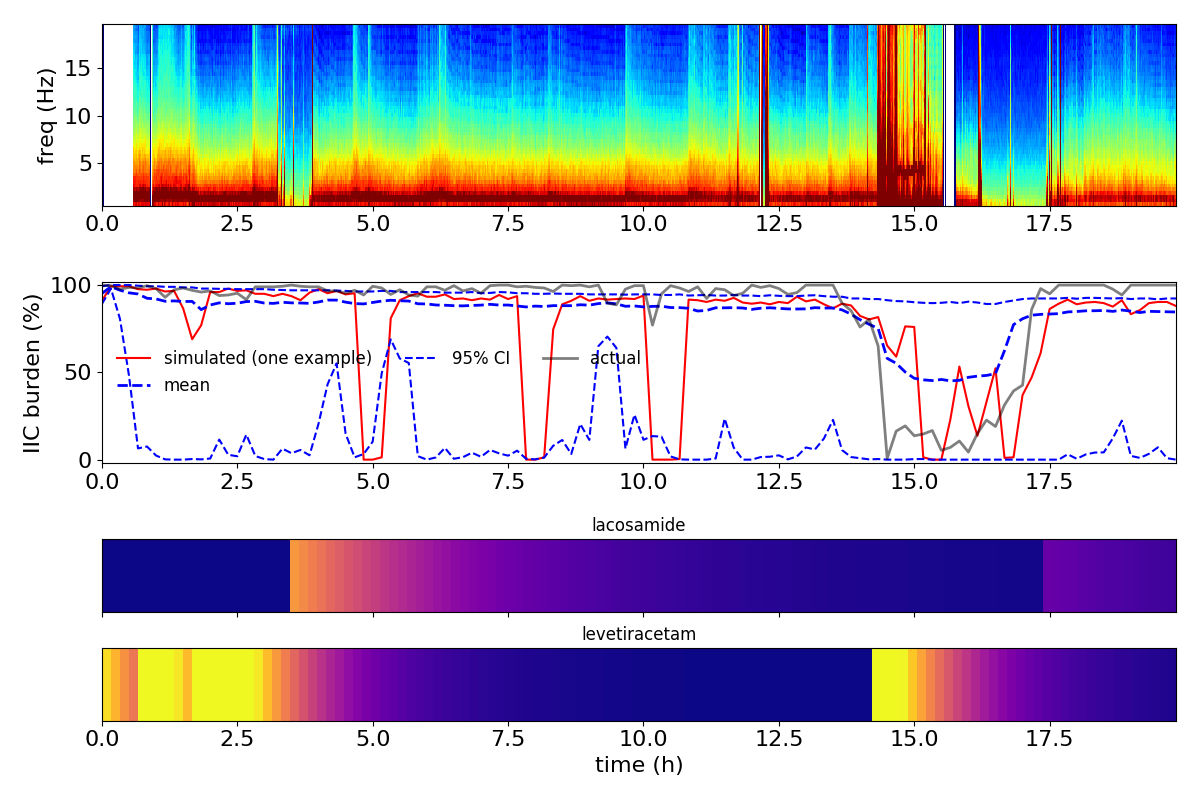 freq (Hz)
15
10
5
0.0 2.5 5.0 7.5 10.0 12.5 15.0 17.5
IIC burden (%)
100
50
0
simulated (one example) 95% CI actual
mean
0.0 2.5 5.0 7.5 10.0 12.5 15.0 17.5
lacosamide
levetiracetam
0.0 2.5 5.0 7.5 10.0 12.5 15.0 17.5
time (h)